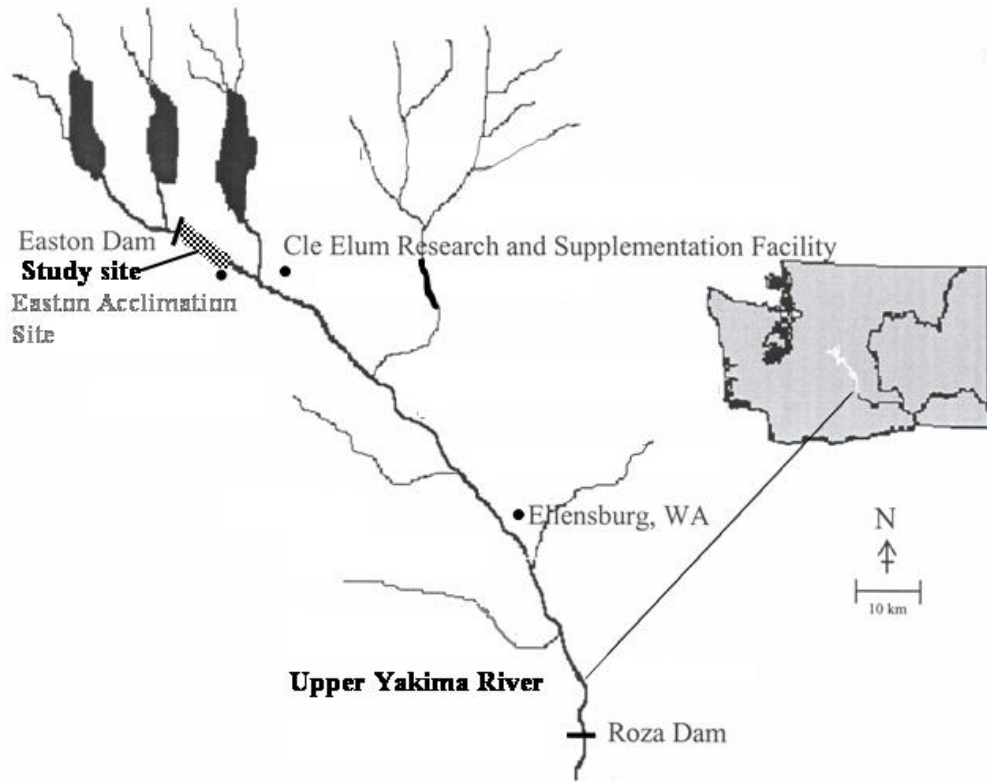 Easton Dam
Cle Elum Research and Supplementation Facility
Study site
Easton Acclimation
Site
Ellensburg, WA
N
10 km
Upper Yakima River
Roza Dam